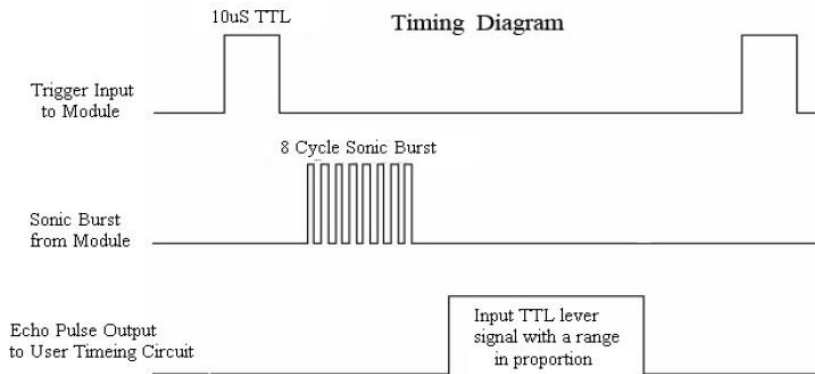 10uS TTL
Timing Diagram
Trigger Input
to Module
8 Cycle Sonic Burst
Sonic Burst
from Module
Echo Pulse Output
to User Timeing Circuit
Input TTL lever
signal with a range
in proportion